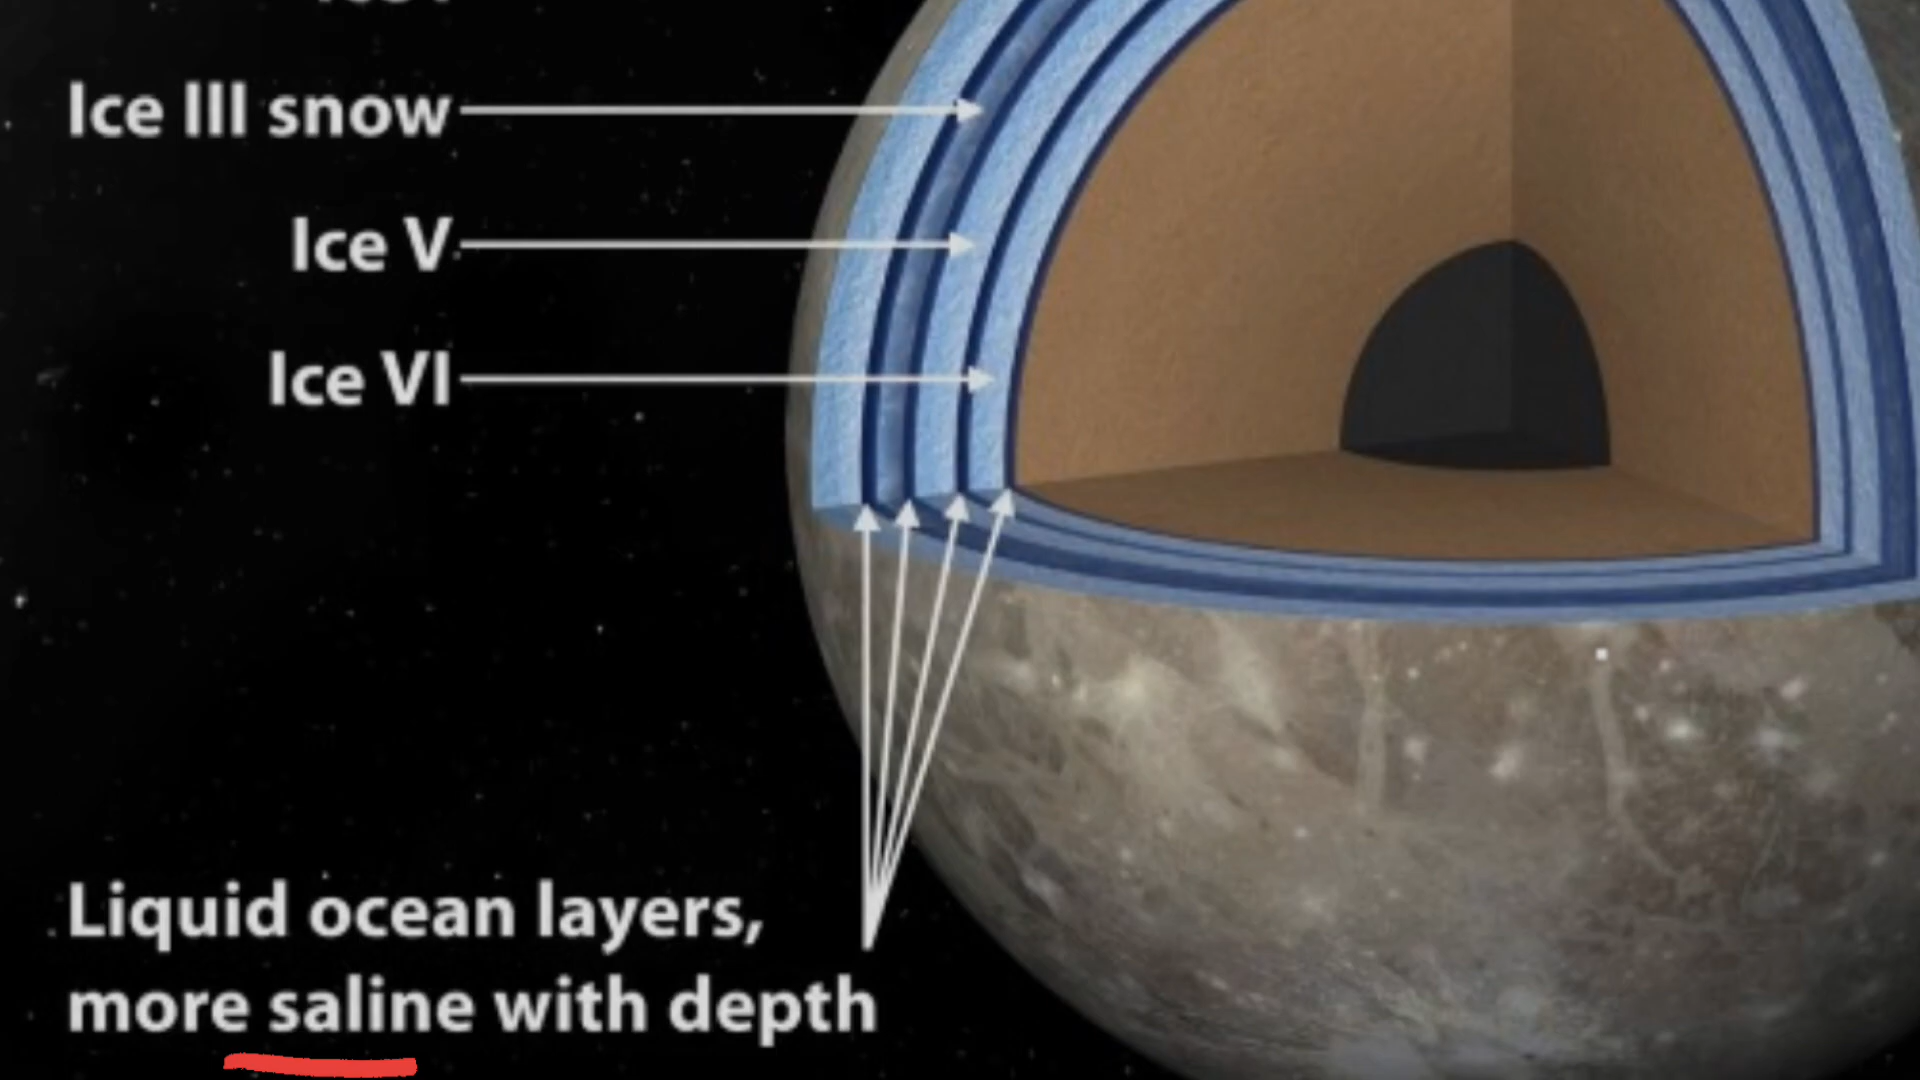 Ice III snow
Ice V
Ice VI
Liquid ocean layers,
more saline with depth